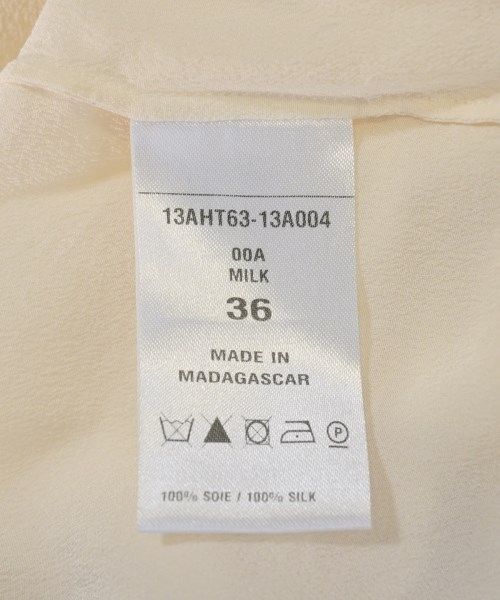 13AHT63-13A004
00A
MILK
36
MADE IN
MADAGASCAR
P
100% SOIE / 100% SILK